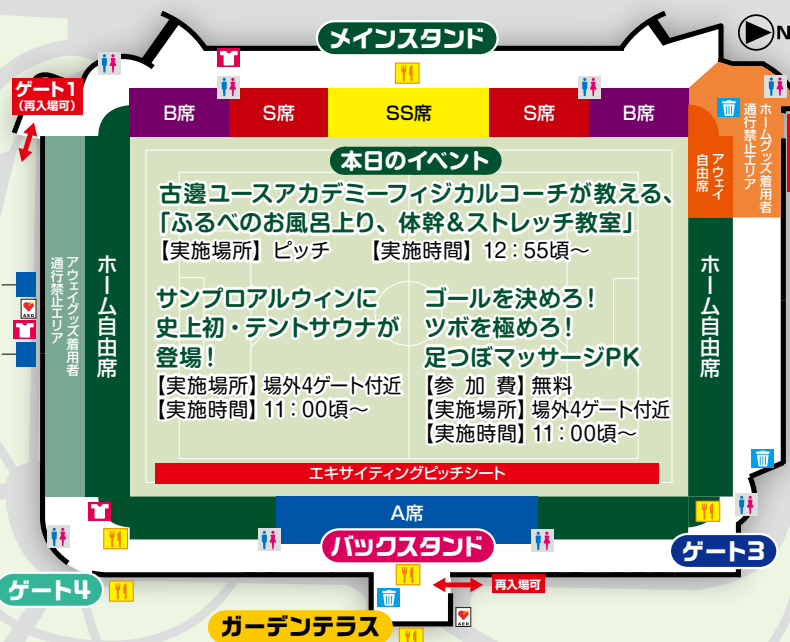 メインスタンド
N
ゲート1
(再入場可)
B席
S席
SS席
S席
B席
アウェイ
自由席
ホームグッズ着用者
通行禁止エリア
本日のイベント
古邊ユースアカデミーフィジカルコーチが教える、
「ふるべのお風呂上り、体幹&ストレッチ教室」
【実施場所】ピッチ 【実施時間】12:55頃~
アウェイグッズ着用者
通行禁止エリア
ホーム自由席
サンプロアルウィンに
史上初・テントサウナが
登場!
【実施場所】場外4ゲート付近
【実施時間】11:00頃~
ゴールを決めろ!
ツボを極めろ!
足つぼマッサージPK
【参加費】無料
【実施場所】場外4ゲート付近
【実施時間】11:00頃~
ホーム自由席
AED
エキサイティングピッチシート
A席
バックスタンド
ゲート3
ゲート4
再入場可
AED
ガーデンテラス